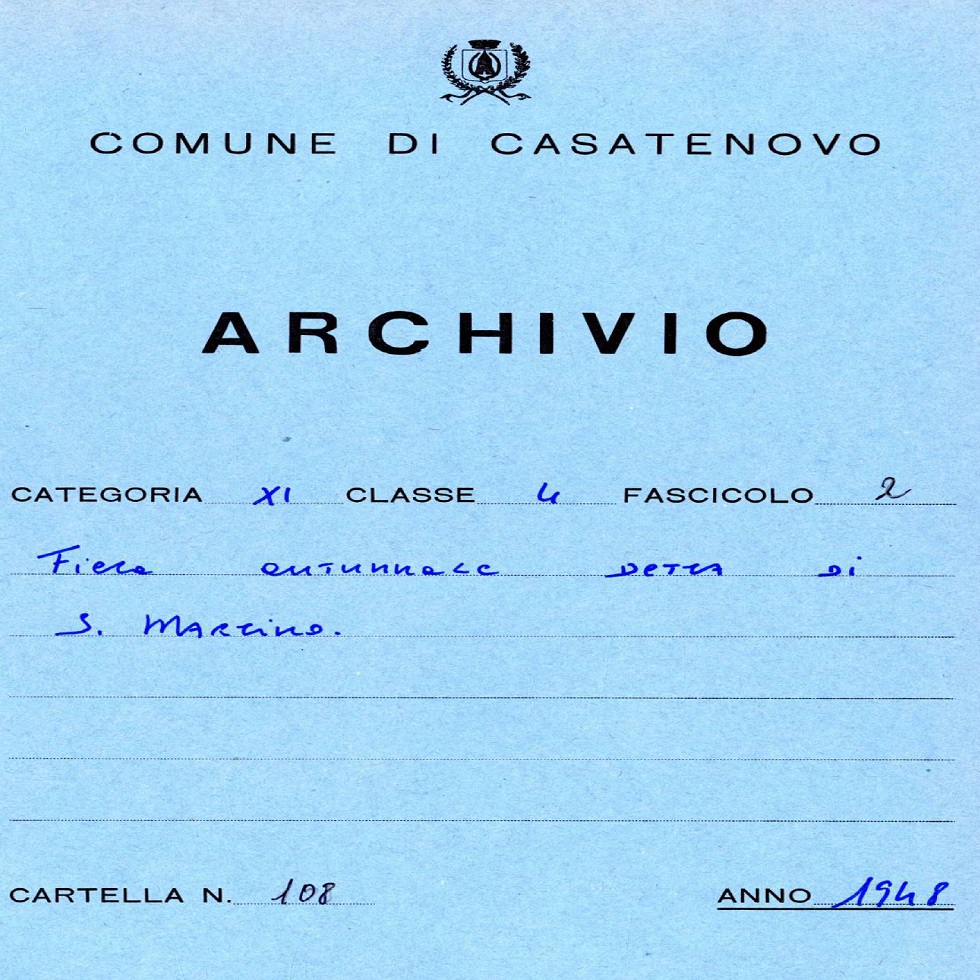 COMUNE DI CASATENOVO
ARCHIVIO
CATEGORIA XI CLASSE 4 FASCICOLO 2
Fiera autunnale detta di
S. Martino.
CARTELLA N. 108 ANNO 1948